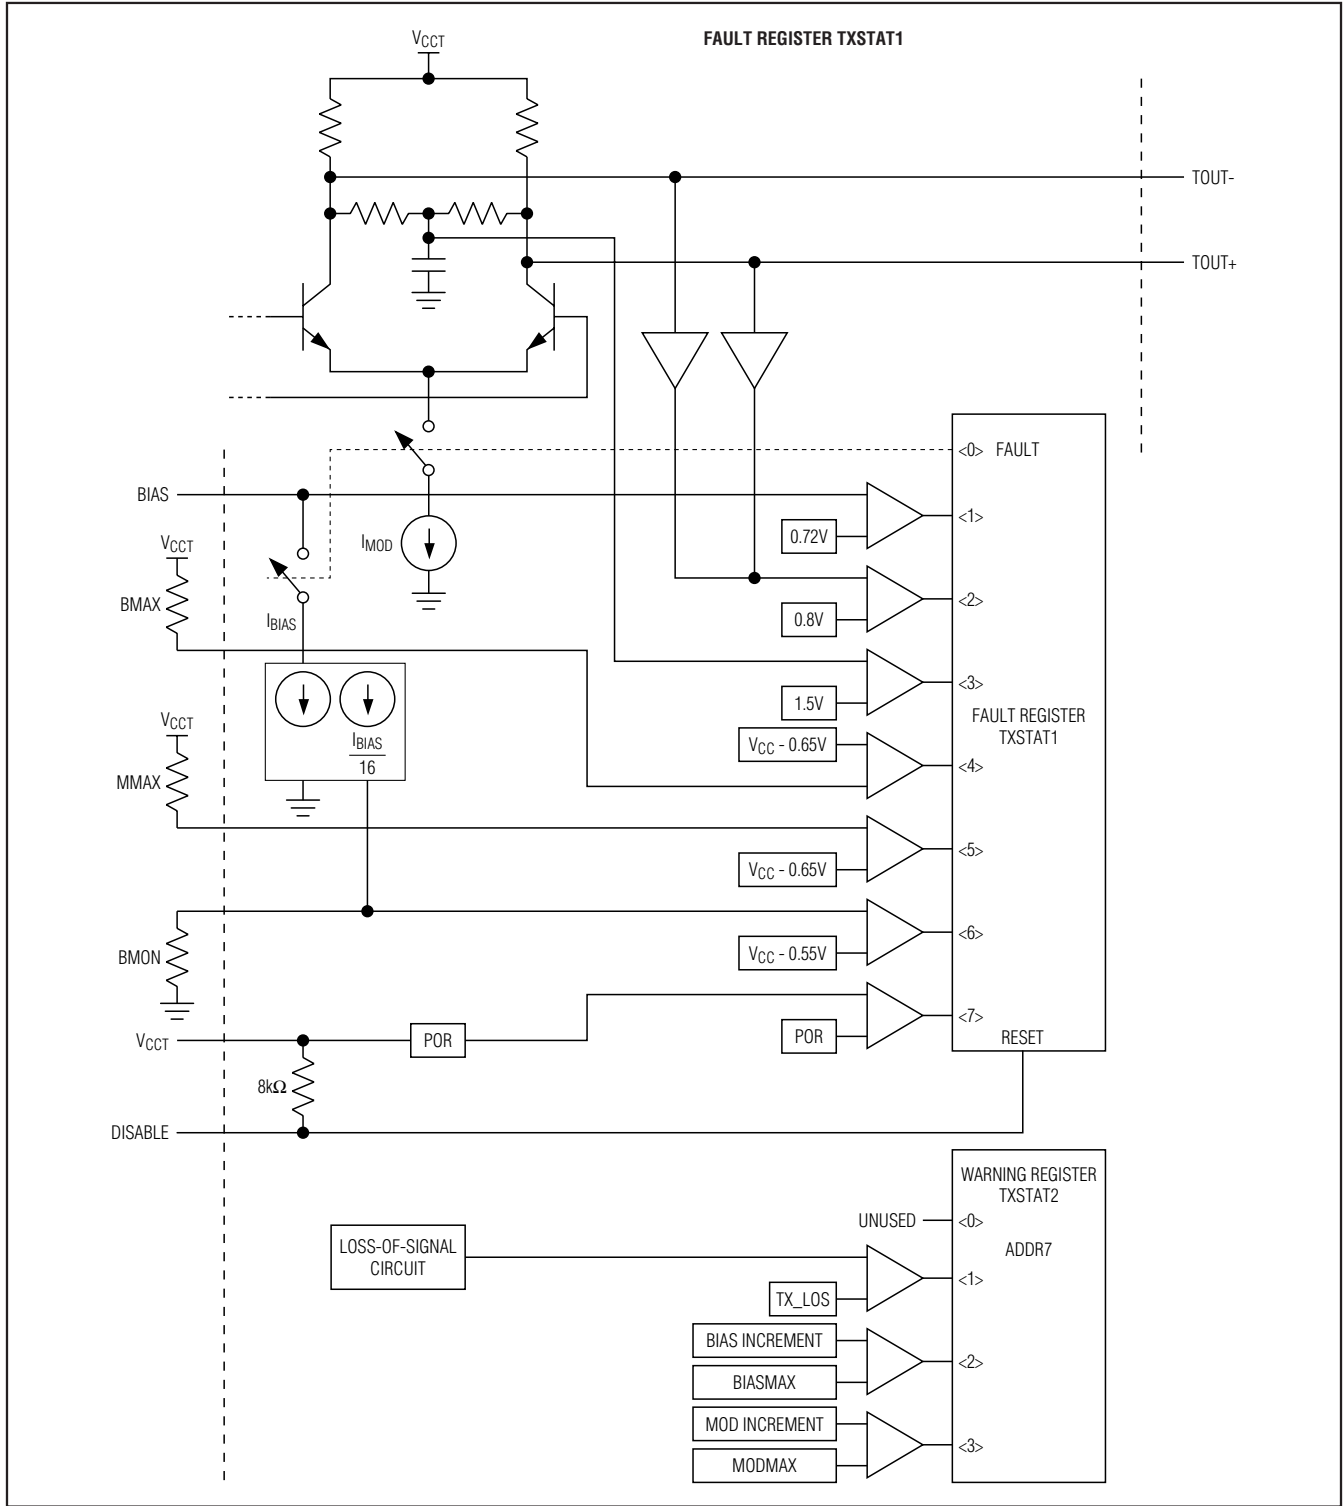 FAULT REGISTER TXSTAT1
VCCT
TOUT-
TOUT+
<0> FAULT
BIAS
<1>
0.72V
IMOD
VCCT
BMAX
<2>
0.8V
IBIAS
<3>
1.5V
FAULT REGISTER
TXSTAT1
VCCT
IBIAS
16
VCC - 0.65V
<4>
MMAX
<5>
VCC - 0.65V
<6>
BMON
VCC - 0.55V
<7>
VCCT
POR
POR
RESET
8kΩ
DISABLE
WARNING REGISTER
TXSTAT2
UNUSED
<0>
ADDR7
LOSS-OF-SIGNAL
CIRCUIT
<1>
TX_LOS
BIAS INCREMENT
<2>
BIASMAX
MOD INCREMENT
<3>
MODMAX